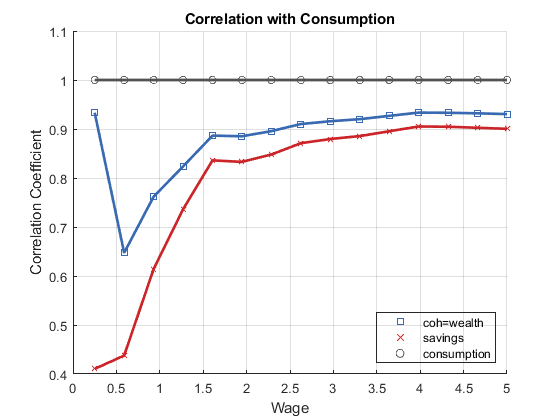 Correlation with Consumption
1.1
1
0.9
0.8
0.7
0.6
0.5
0.4
Correlation Coefficient
coh=wealth
savings
consumption
0 0.5 1 1.5 2 2.5 3 3.5 4 4.5 5
Wage